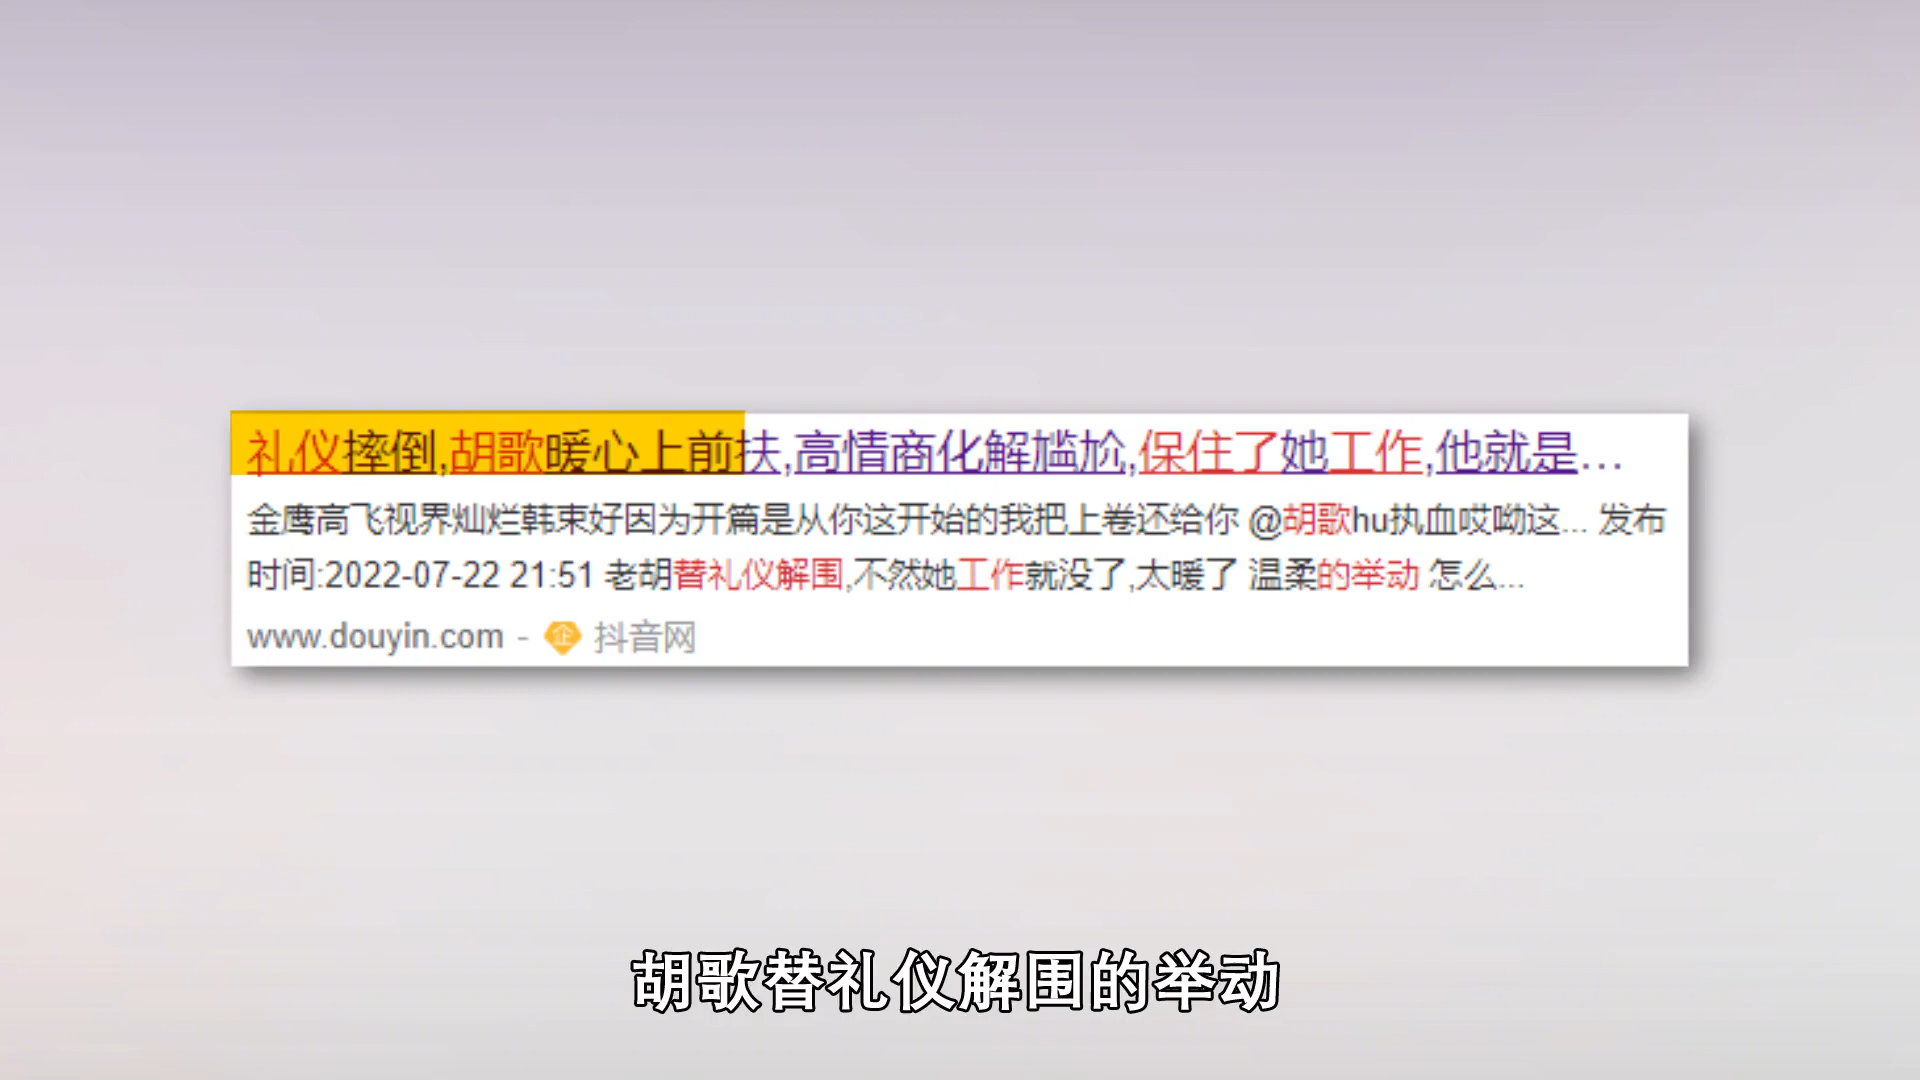 礼仪摔倒,胡歌暖心上前扶,高情商化解尴尬,保住了她工作,他就是...
金鹰高飞视界灿烂韩束好因为开篇是从你这开始的我把上卷还给你 @胡歌hu执血哎呦这... 发布
时间:2022-07-22 21:51 老胡替礼仪解围,不然她工作就没了,太暖了 温柔的举动 怎么...
www.douyin.com - 企 抖音网
胡歌替礼仪解围的举动